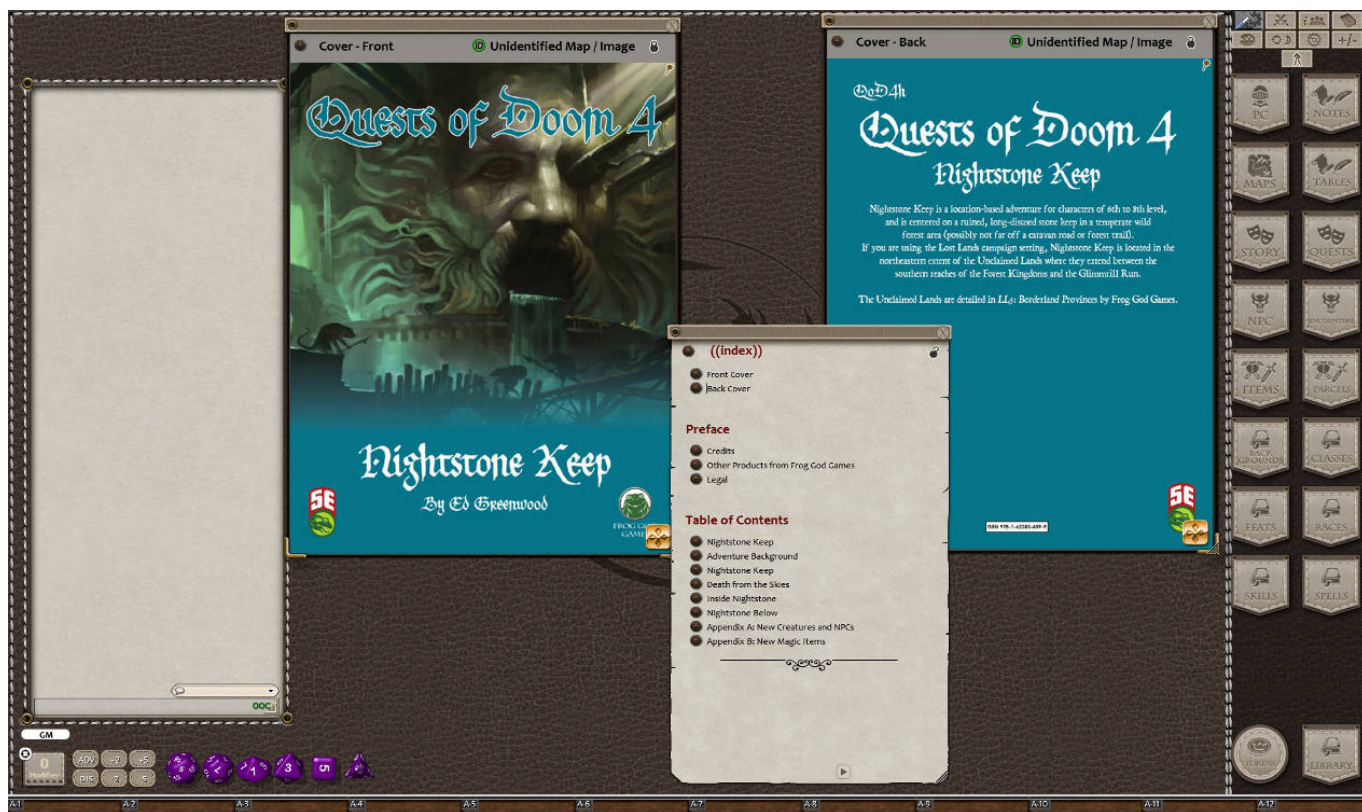 Cover - Front
ID Unidentified Map / Image
Quests of Doom 4
Nightstone Keep
By Ed Greenwood
5E
FROG GOD
GAMES
Cover - Back
ID Unidentified Map / Image
QoD4h
Quests of Doom 4
Nightstone Keep
Nightstone Keep is a location-based adventure for characters of 6th to 8th level,
and is centered on a ruined, long-disused stone keep in a temperate wild
forest area (possibly not far off a caravan road or forest trail).
If you are using the Lost Lands campaign setting, Nightstone Keep is located in the
northeastern extent of the Unclaimed Lands where they extend between the
southern reaches of the Forest Kingdoms and the Glimmrill Run.
The Unclaimed Lands are detailed in LL5: Borderland Provinces by Frog God Games.
5E
((index))
Front Cover
Back Cover
Preface
Credits
Other Products from Frog God Games
Legal
Table of Contents
Nightstone Keep
Adventure Background
Nightstone Keep
Death from the Skies
Inside Nightstone
Nightstone Below
Appendix A: New Creatures and NPCs
Appendix B: New Magic Items
+/-
PC
NOTES
MAPS
TABLES
STORY
QUESTS
NPC
ENCOUNTERS
ITEMS
PARCELS
BACK
GROUNDS
CLASSES
FEATS
RACES
SKILLS
SPELLS
TOKENS
LIBRARY
OOC
GM
0
Modifier
ADV
-2
+5
DIS
3
5
A-1
A-2
A-3
A-4
A-5
A-6
A-7
A-8
A-9
A-10
A-11
A-12